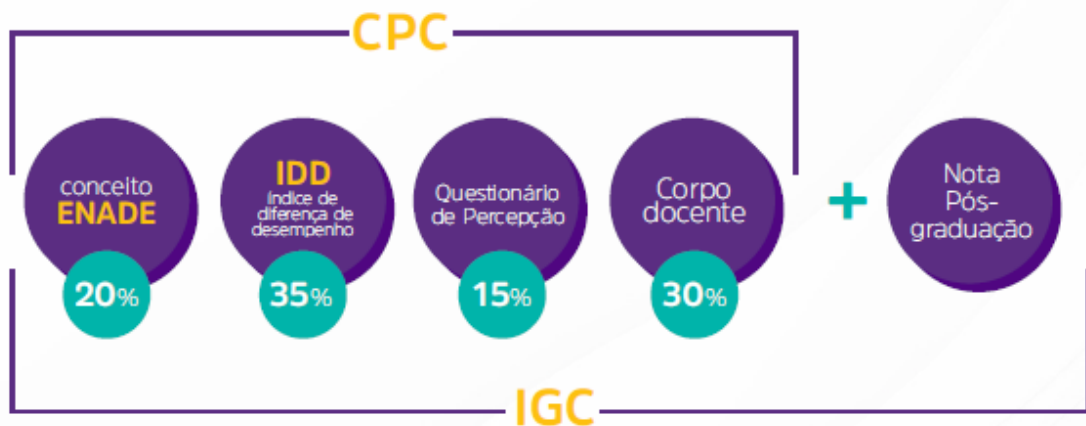 CPC
conceito
ENADE
20%
IDD
índice de
diferença de
desempenho
35%
Questionário
de Percepção
15%
Corpo
docente
30%
+
Nota
Pós-
graduação
IGC